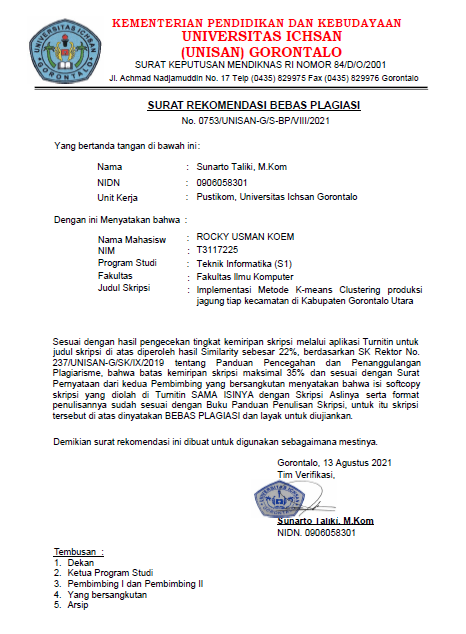 UNIVERSITAS ICHSAN
GORONTALO
KEMENTERIAN PENDIDIKAN DAN KEBUDAYAAN
UNIVERSITAS ICHSAN
(UNISAN) GORONTALO
SURAT KEPUTUSAN MENDIKNAS RI NOMOR 84/D/O/2001
Jl. Achmad Nadjamuddin No. 17 Telp (0435) 829975 Fax (0435) 829976 Gorontalo
SURAT REKOMENDASI BEBAS PLAGIASI
No. 0753/UNISAN-G/S-BP/VIII/2021
Yang bertanda tangan di bawah ini:
Nama : Sunarto Taliki, M.Kom
NIDN : 0906058301
Unit Kerja : Pustikom, Universitas Ichsan Gorontalo
Dengan ini Menyatakan bahwa :
Nama Mahasisw : ROCKY USMAN KOEM
NIM : T3117225
Program Studi : Teknik Informatika (S1)
Fakultas : Fakultas Ilmu Komputer
Judul Skripsi : Implementasi Metode K-means Clustering produksi
jagung tiap kecamatan di Kabupaten Gorontalo Utara
Sesuai dengan hasil pengecekan tingkat kemiripan skripsi melalui aplikasi Turnitin untuk
judul skripsi di atas diperoleh hasil Similarity sebesar 22%, berdasarkan SK Rektor No.
237/UNISAN-G/SK/IX/2019 tentang Panduan Pencegahan dan Penanggulangan
Plagiarisme, bahwa batas kemiripan skripsi maksimal 35% dan sesuai dengan Surat
Pernyataan dari kedua Pembimbing yang bersangkutan menyatakan bahwa isi softcopy
skripsi yang diolah di Turnitin SAMA ISINYA dengan Skripsi Aslinya serta format
penulisannya sudah sesuai dengan Buku Panduan Penulisan Skripsi, untuk itu skripsi
tersebut di atas dinyatakan BEBAS PLAGIASI dan layak untuk diujiankan.
Demikian surat rekomendasi ini dibuat untuk digunakan sebagaimana mestinya.
Gorontalo, 13 Agustus 2021
Tim Verifikasi,
Sunarto Taliki, M.Kom
NIDN. 0906058301
Tembusan :
1. Dekan
2. Ketua Program Studi
3. Pembimbing I dan Pembimbing II
4. Yang bersangkutan
5. Arsip